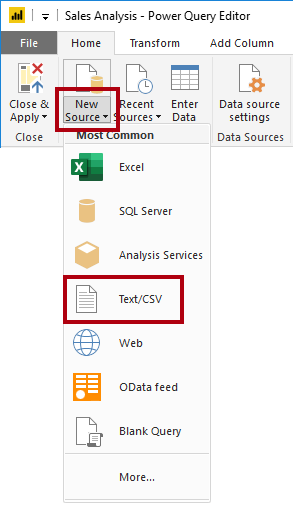 Sales Analysis - Power Query Editor
File Home Transform Add Column
Close & Apply New Source Recent Sources Enter Data Data source settings
Close Data Sources
Most Common
Excel
SQL Server
Analysis Services
Text/CSV
Web
OData feed
Blank Query
More...